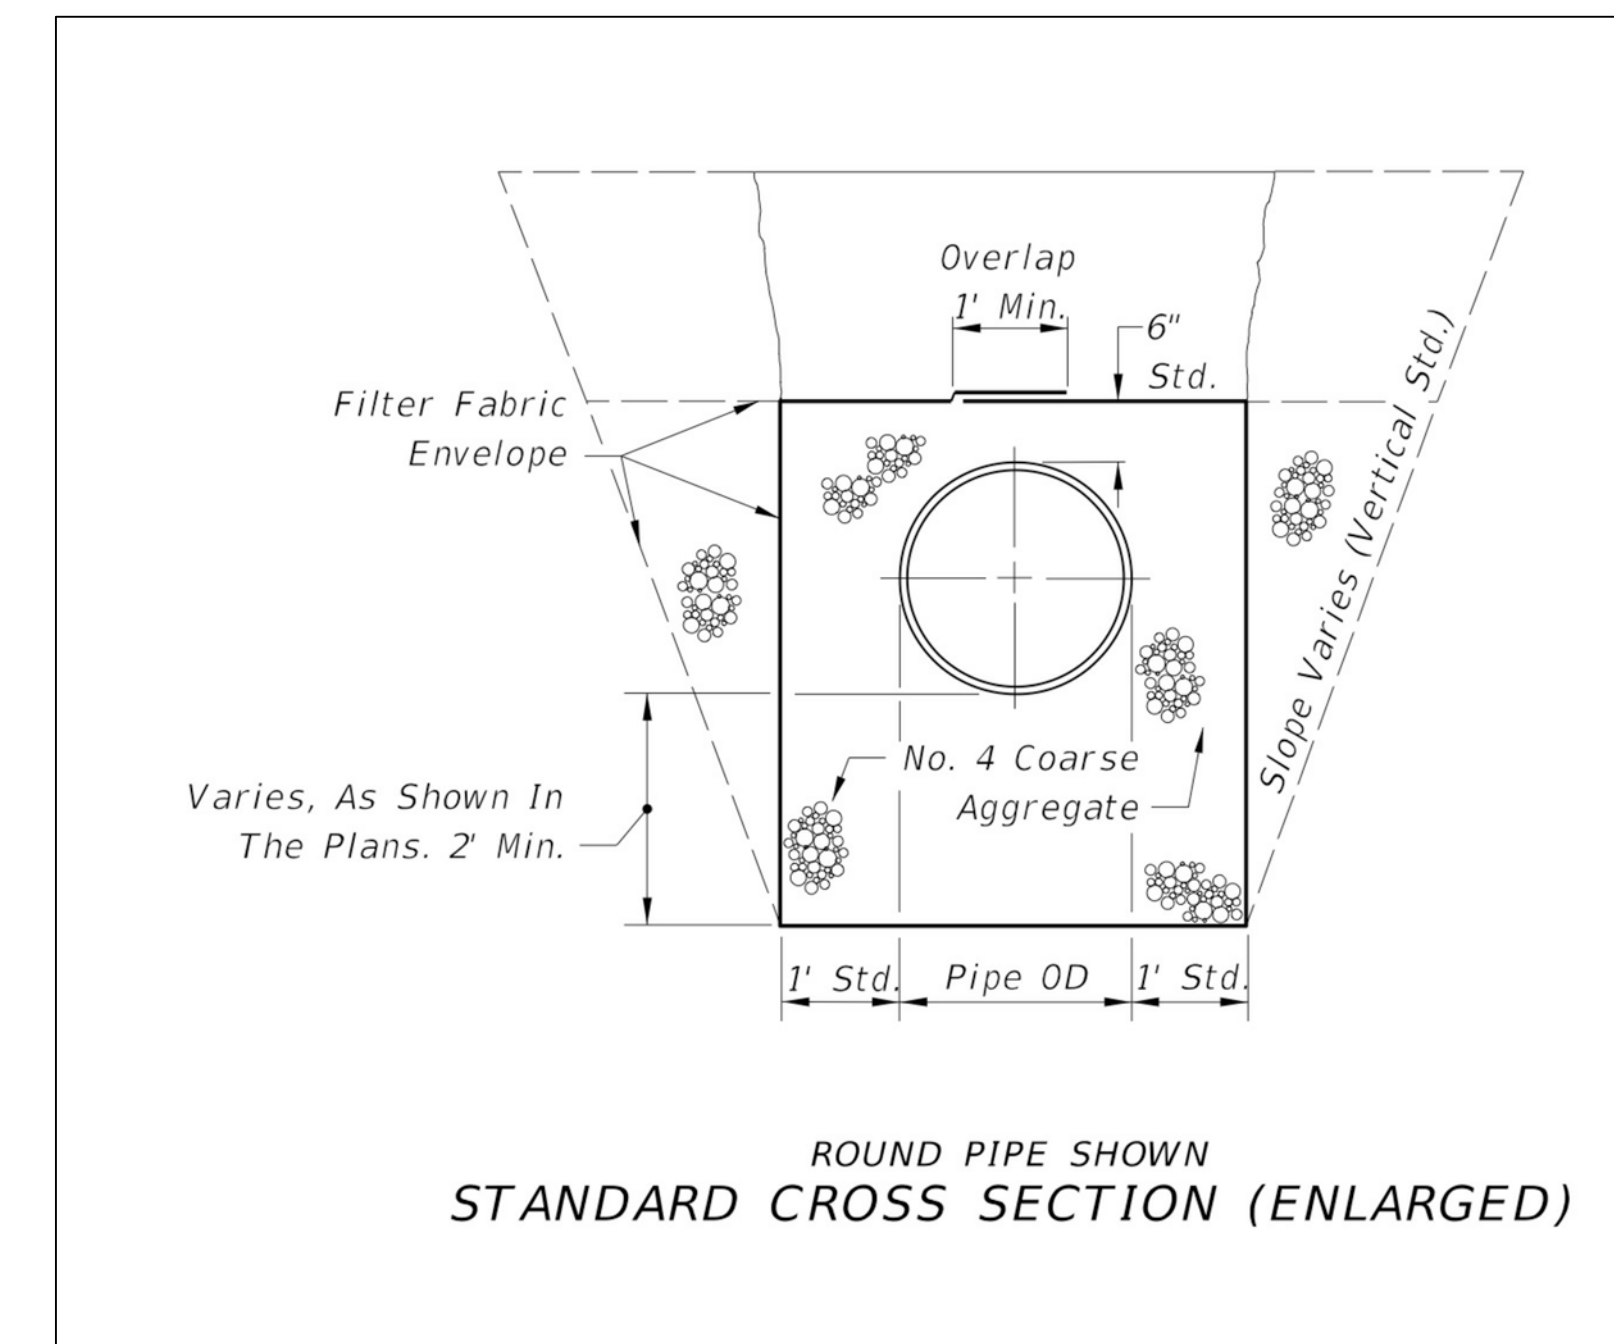 Overlap
1' Min.
6"
Std.
Filter Fabric
Envelope
Slope Varies (Vertical Std.)
No. 4 Coarse
Aggregate
Varies, As Shown In
The Plans. 2' Min.
1' Std.
Pipe OD
1' Std.
ROUND PIPE SHOWN
STANDARD CROSS SECTION (ENLARGED)